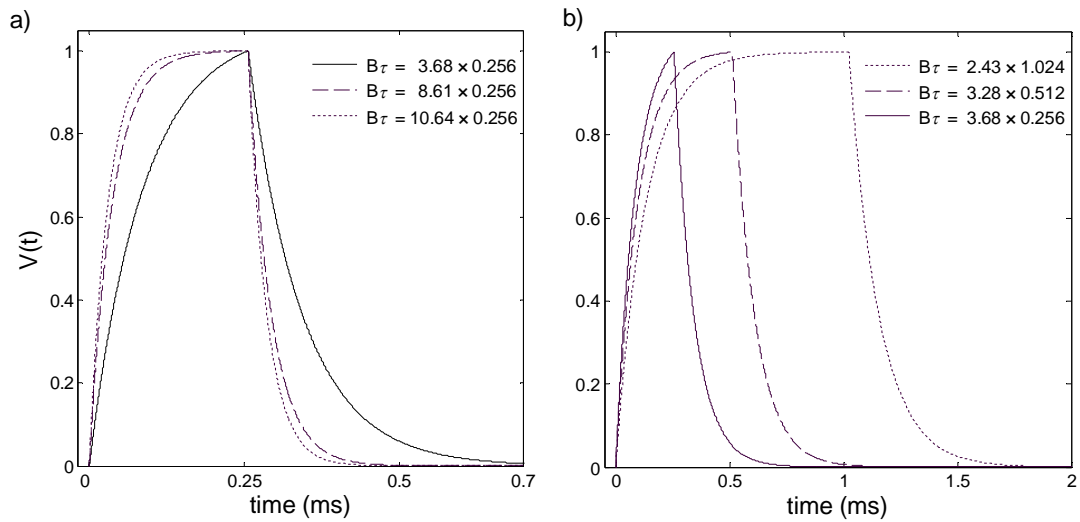 a)
1
0.8
0.6
0.4
0.2
0
V(t)
0
0.25
0.5
0.7
time (ms)
Bτ = 3.68 × 0.256
Bτ = 8.61 × 0.256
Bτ = 10.64 × 0.256
b)
1
0.8
0.6
0.4
0.2
0
0
0.5
1
1.5
2
time (ms)
Bτ = 2.43 × 1.024
Bτ = 3.28 × 0.512
Bτ = 3.68 × 0.256